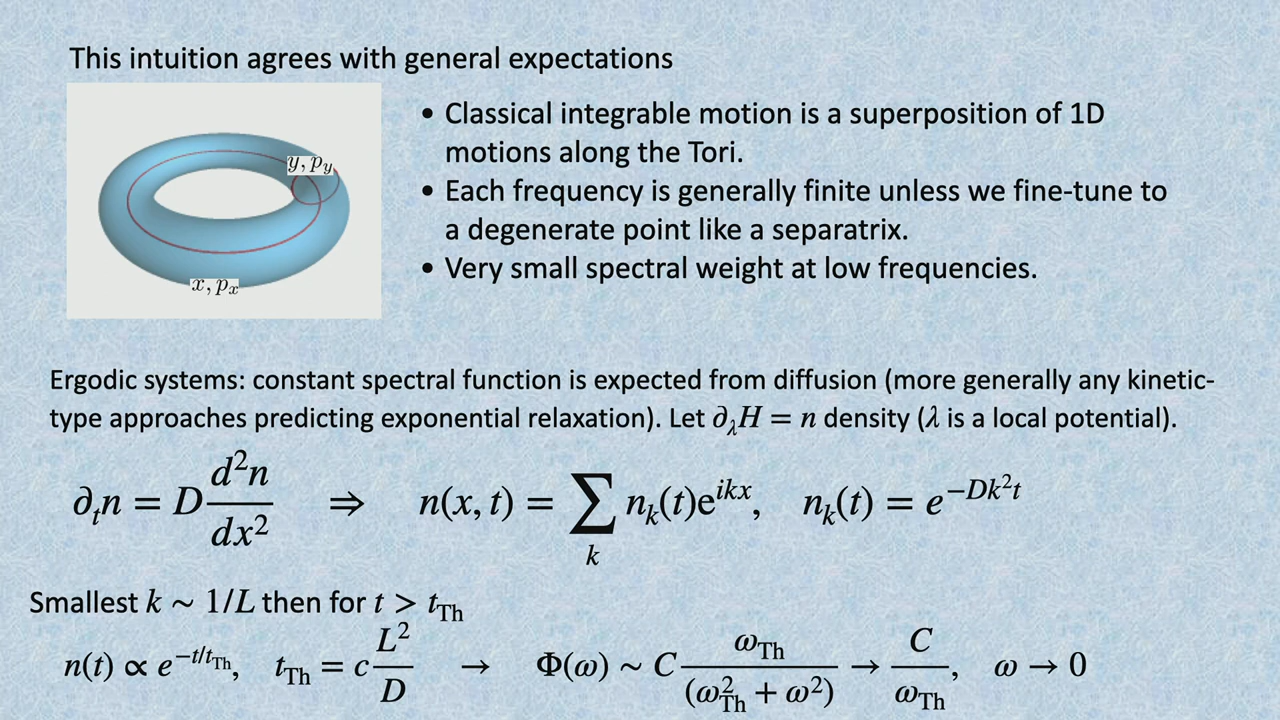 This intuition agrees with general expectations
y, p_y
x, p_x
• Classical integrable motion is a superposition of 1D
motions along the Tori.
• Each frequency is generally finite unless we fine-tune to
a degenerate point like a separatrix.
• Very small spectral weight at low frequencies.
Ergodic systems: constant spectral function is expected from diffusion (more generally any kinetic-
type approaches predicting exponential relaxation). Let ∂_λH = n density (λ is a local potential).
∂_t n = D d²n/dx² ⇒ n(x, t) = ∑_k n_k(t)e^{ikx}, n_k(t) = e^{−Dk²t}
Smallest k ∼ 1/L then for t > t_Th
n(t) ∝ e^{−t/t_Th}, t_Th = c L²/D → Φ(ω) ∼ C ω_Th/(ω²_Th + ω²) → C/ω_Th, ω → 0